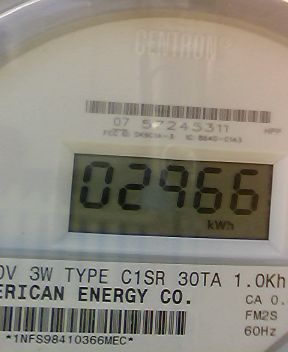 CENTRON
07 57245311
HPP
02966
kWh
0V 3W TYPE C1SR 30TA 1.0Kh
ERICAN ENERGY CO.
CA 0.
FM2S
60Hz
*1NFS98410366MEC*